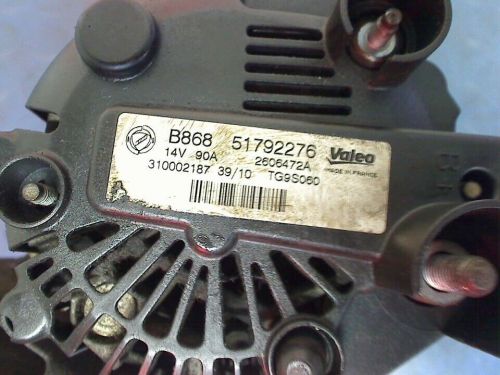 B868 51792276 Valeo
14V 90A 2606472A MADE IN FRANCE
310002187 39/10 TG9S060
B+